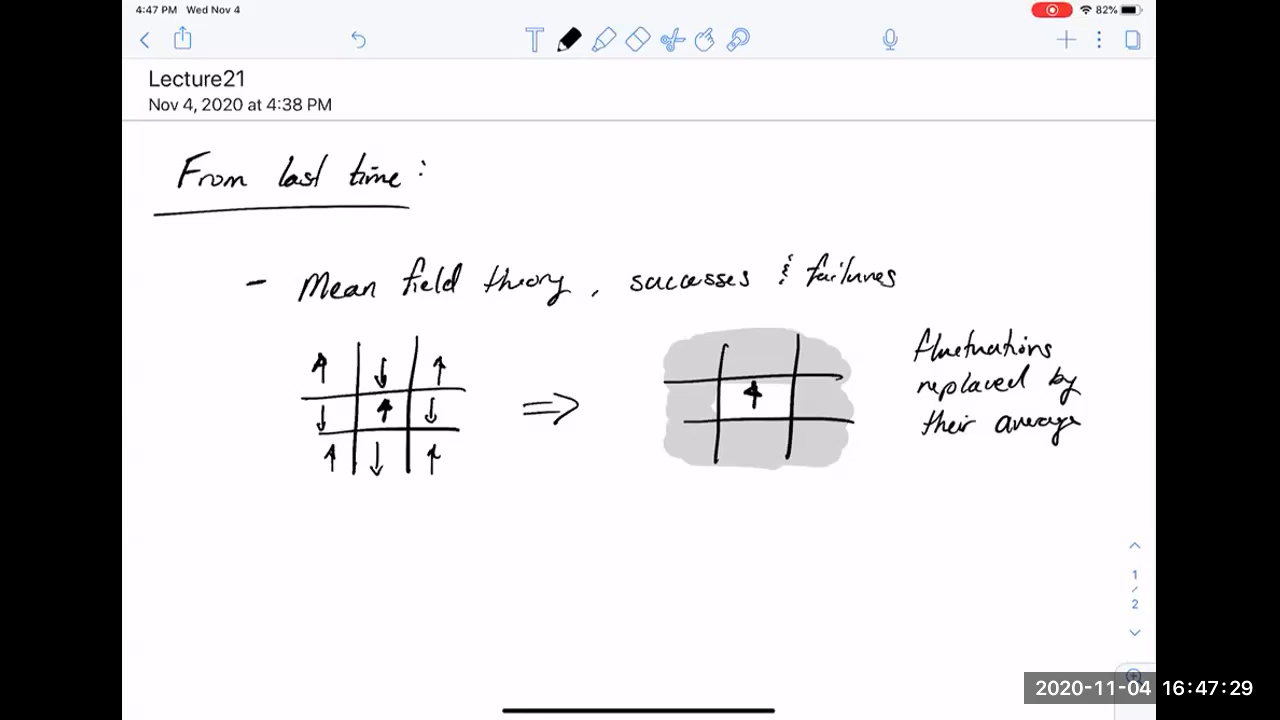 4:47 PM Wed Nov 4
82%
Lecture21
Nov 4, 2020 at 4:38 PM
From last time:
- Mean field theory, successes & failures
fluctuations
replaced by
their average
1
/
2
2020-11-04 16:47:29